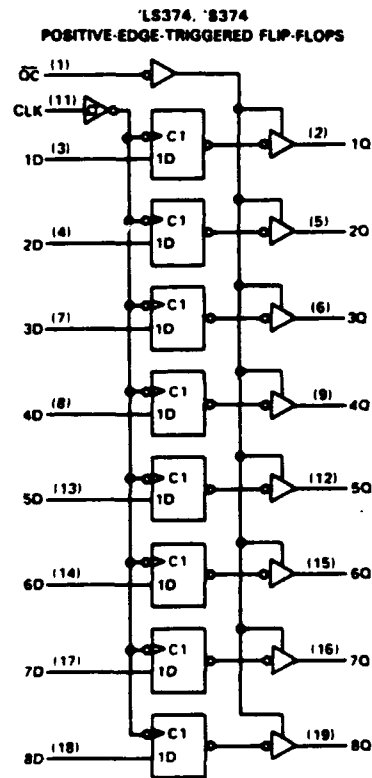 'LS374, 'S374
POSITIVE-EDGE-TRIGGERED FLIP-FLOPS
OC (1)
CLK (11)
C1 (2) 1Q
1D (3) 1D
C1 (5) 2Q
2D (4) 1D
C1 (6) 3Q
3D (7) 1D
C1 (9) 4Q
4D (8) 1D
C1 (12) 5Q
5D (13) 1D
C1 (15) 6Q
6D (14) 1D
C1 (16) 7Q
7D (17) 1D
C1 (19) 8Q
8D (18) 1D